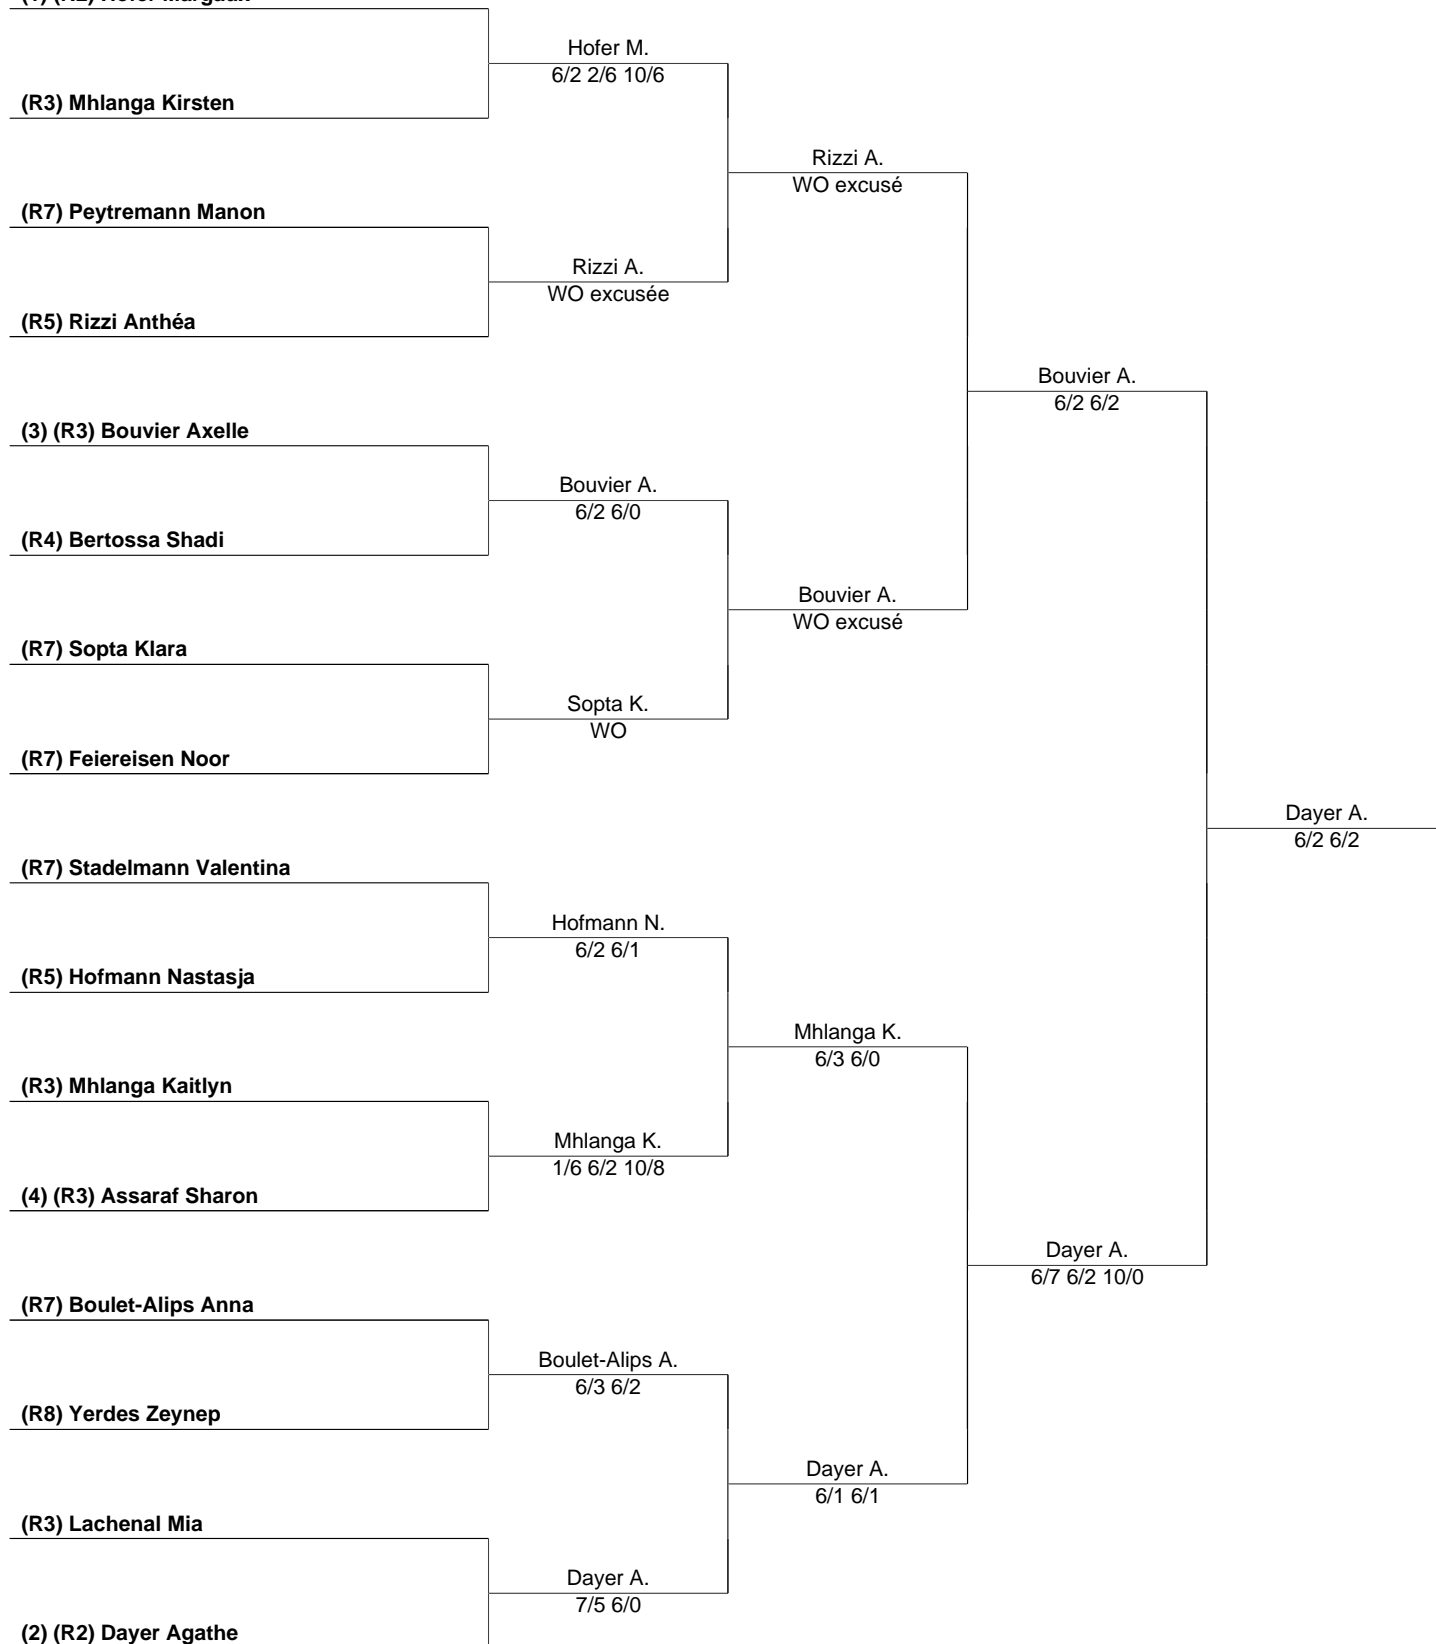 (R3) Mhlanga Kirsten
(R7) Peytremann Manon
(R5) Rizzi Anthéa
(3) (R3) Bouvier Axelle
(R4) Bertossa Shadi
(R7) Sopta Klara
(R7) Feiereisen Noor
(R7) Stadelmann Valentina
(R5) Hofmann Nastasja
(R3) Mhlanga Kaitlyn
(4) (R3) Assaraf Sharon
(R7) Boulet-Alips Anna
(R8) Yerdes Zeynep
(R3) Lachenal Mia
(2) (R2) Dayer Agathe
Hofer M.
6/2 2/6 10/6
Rizzi A.
WO excusée
Bouvier A.
6/2 6/0
Sopta K.
WO
Hofmann N.
6/2 6/1
Mhlanga K.
1/6 6/2 10/8
Boulet-Alips A.
6/3 6/2
Dayer A.
7/5 6/0
Rizzi A.
WO excusé
Bouvier A.
WO excusé
Mhlanga K.
6/3 6/0
Dayer A.
6/1 6/1
Bouvier A.
6/2 6/2
Dayer A.
6/7 6/2 10/0
Dayer A.
6/2 6/2